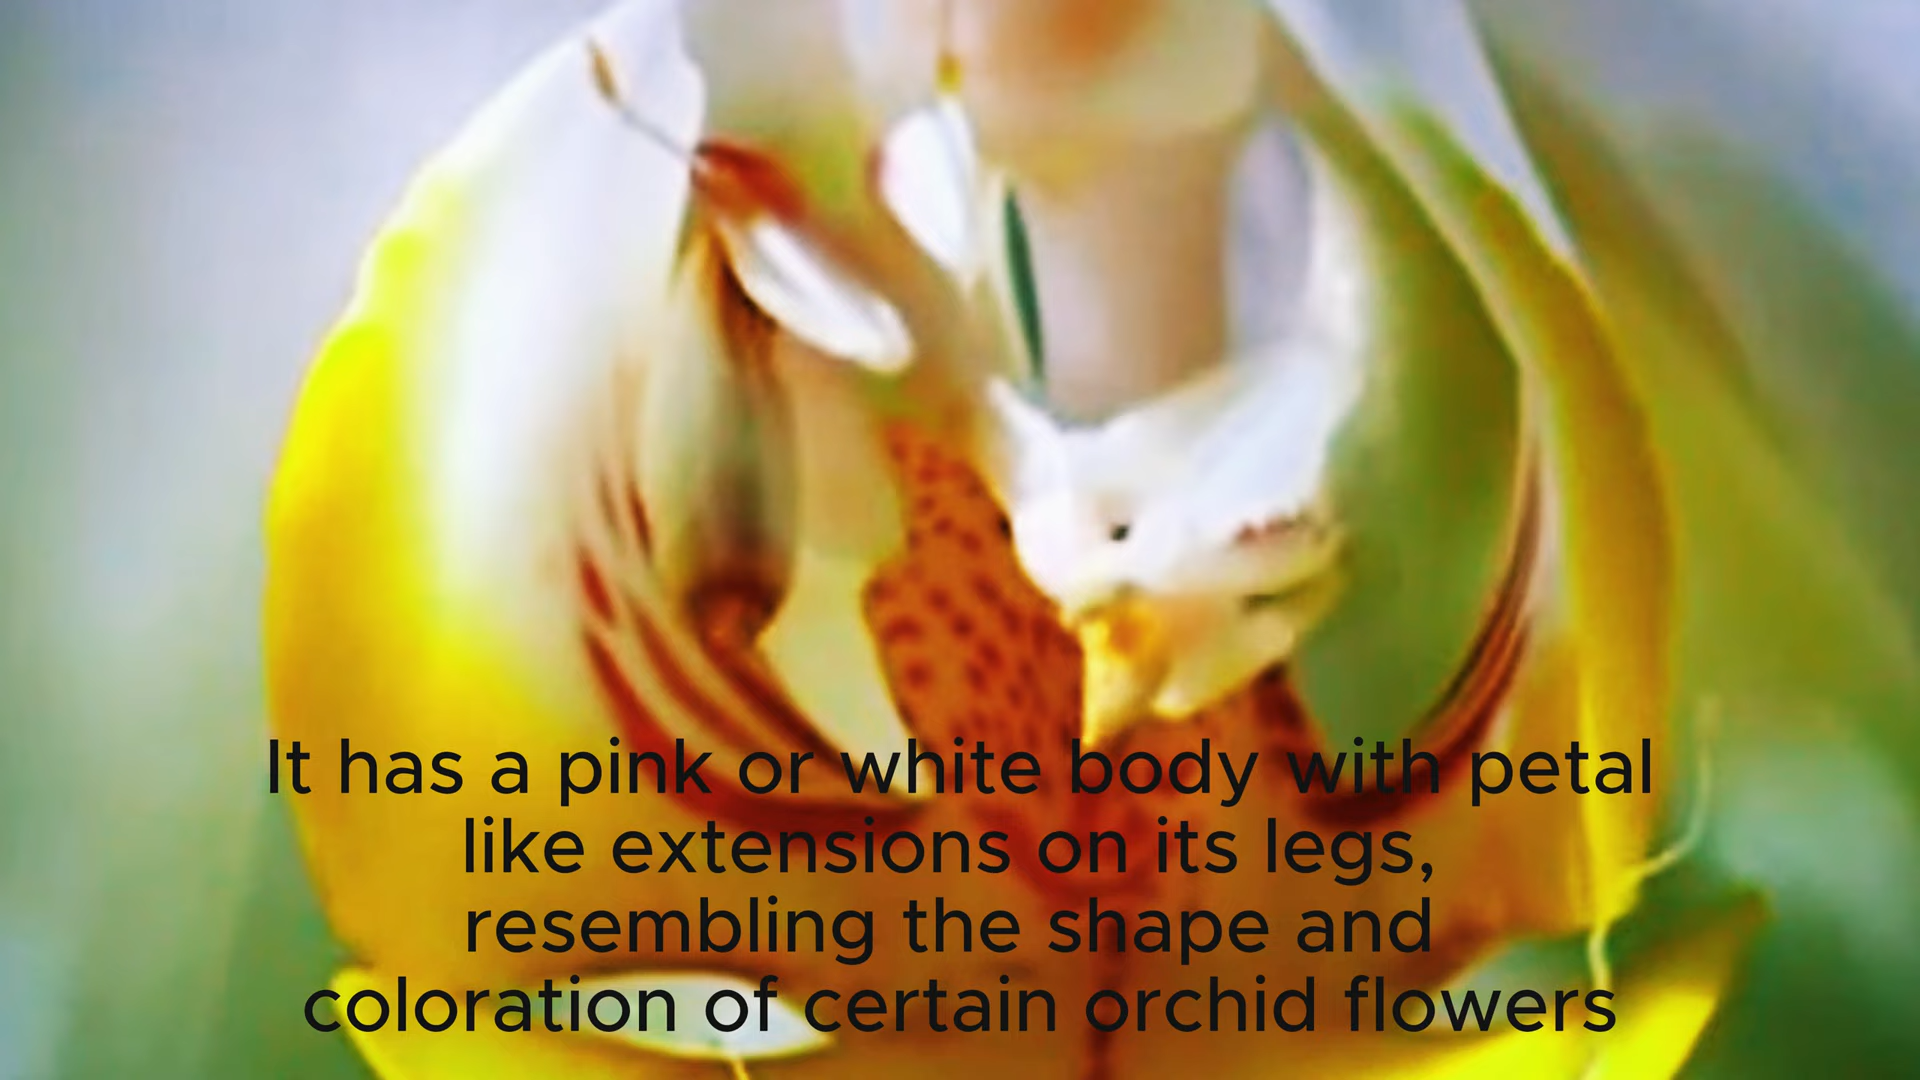 It has a pink or white body with petal
like extensions on its legs,
resembling the shape and
coloration of certain orchid flowers